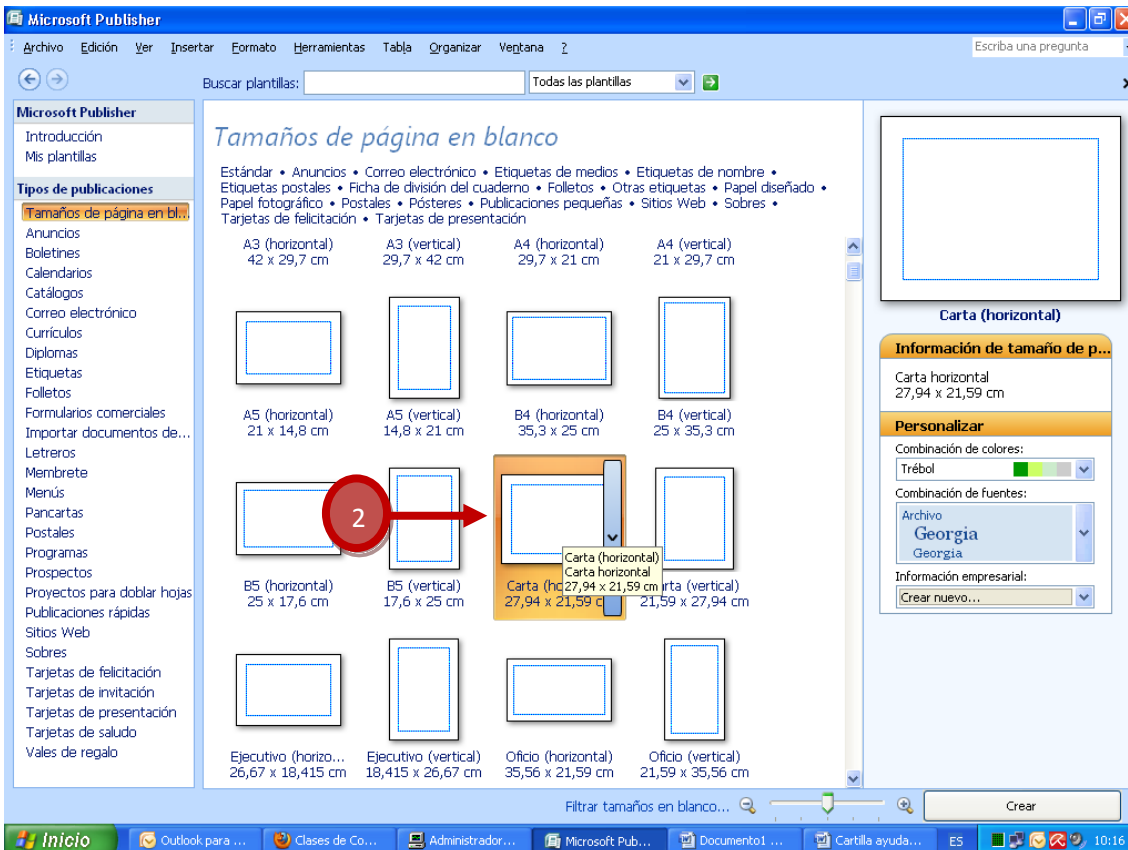 Microsoft Publisher
Archivo Edición Ver Insertar Formato Herramientas Tabla Organizar Ventana ?
Escriba una pregunta
Buscar plantillas:
Todas las plantillas
Microsoft Publisher
Introducción
Mis plantillas
Tipos de publicaciones
Tamaños de página en bl...
Anuncios
Boletines
Calendarios
Catálogos
Correo electrónico
Currículos
Diplomas
Etiquetas
Folletos
Formularios comerciales
Importar documentos de...
Letreros
Membrete
Menús
Pancartas
Postales
Programas
Prospectos
Proyectos para doblar hojas
Publicaciones rápidas
Sitios Web
Sobres
Tarjetas de felicitación
Tarjetas de invitación
Tarjetas de presentación
Tarjetas de saludo
Vales de regalo
Tamaños de página en blanco
Estándar • Anuncios • Correo electrónico • Etiquetas de medios • Etiquetas de nombre •
Etiquetas postales • Ficha de división del cuaderno • Folletos • Otras etiquetas • Papel diseñado •
Papel fotográfico • Postales • Pósteres • Publicaciones pequeñas • Sitios Web • Sobres •
Tarjetas de felicitación • Tarjetas de presentación
A3 (horizontal) A3 (vertical) A4 (horizontal) A4 (vertical)
42 x 29,7 cm 29,7 x 42 cm 29,7 x 21 cm 21 x 29,7 cm
A5 (horizontal) A5 (vertical) B4 (horizontal) B4 (vertical)
21 x 14,8 cm 14,8 x 21 cm 35,3 x 25 cm 25 x 35,3 cm
2
Carta (horizontal)
Carta horizontal
27,94 x 21,59 cm
B5 (horizontal) B5 (vertical) Carta (ho rta (vertical)
25 x 17,6 cm 17,6 x 25 cm 27,94 x 21,59 c 21,59 x 27,94 cm
Ejecutivo (horizo... Ejecutivo (vertical) Oficio (horizontal) Oficio (vertical)
26,67 x 18,415 cm 18,415 x 26,67 cm 35,56 x 21,59 cm 21,59 x 35,56 cm
Carta (horizontal)
Información de tamaño de p...
Carta horizontal
27,94 x 21,59 cm
Personalizar
Combinación de colores:
Trébol
Combinación de fuentes:
Archivo
Georgia
Georgia
Información empresarial:
Crear nuevo...
Filtrar tamaños en blanco...
Crear
Inicio Outlook para ... Clases de Co... Administrador... Microsoft Pub... Documento1 ... Cartilla ayuda... ES 10:16